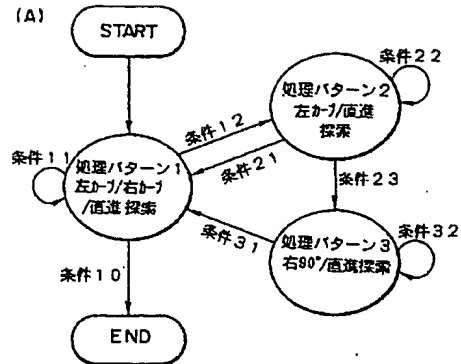 (A)
START
条件22
処理パターン2
左カーブ/直進
探索
条件12
条件21
条件11
処理パターン1
左カーブ/右カーブ
/直進探索
条件23
条件31
処理パターン3
右90°/直進探索
条件32
条件10
END